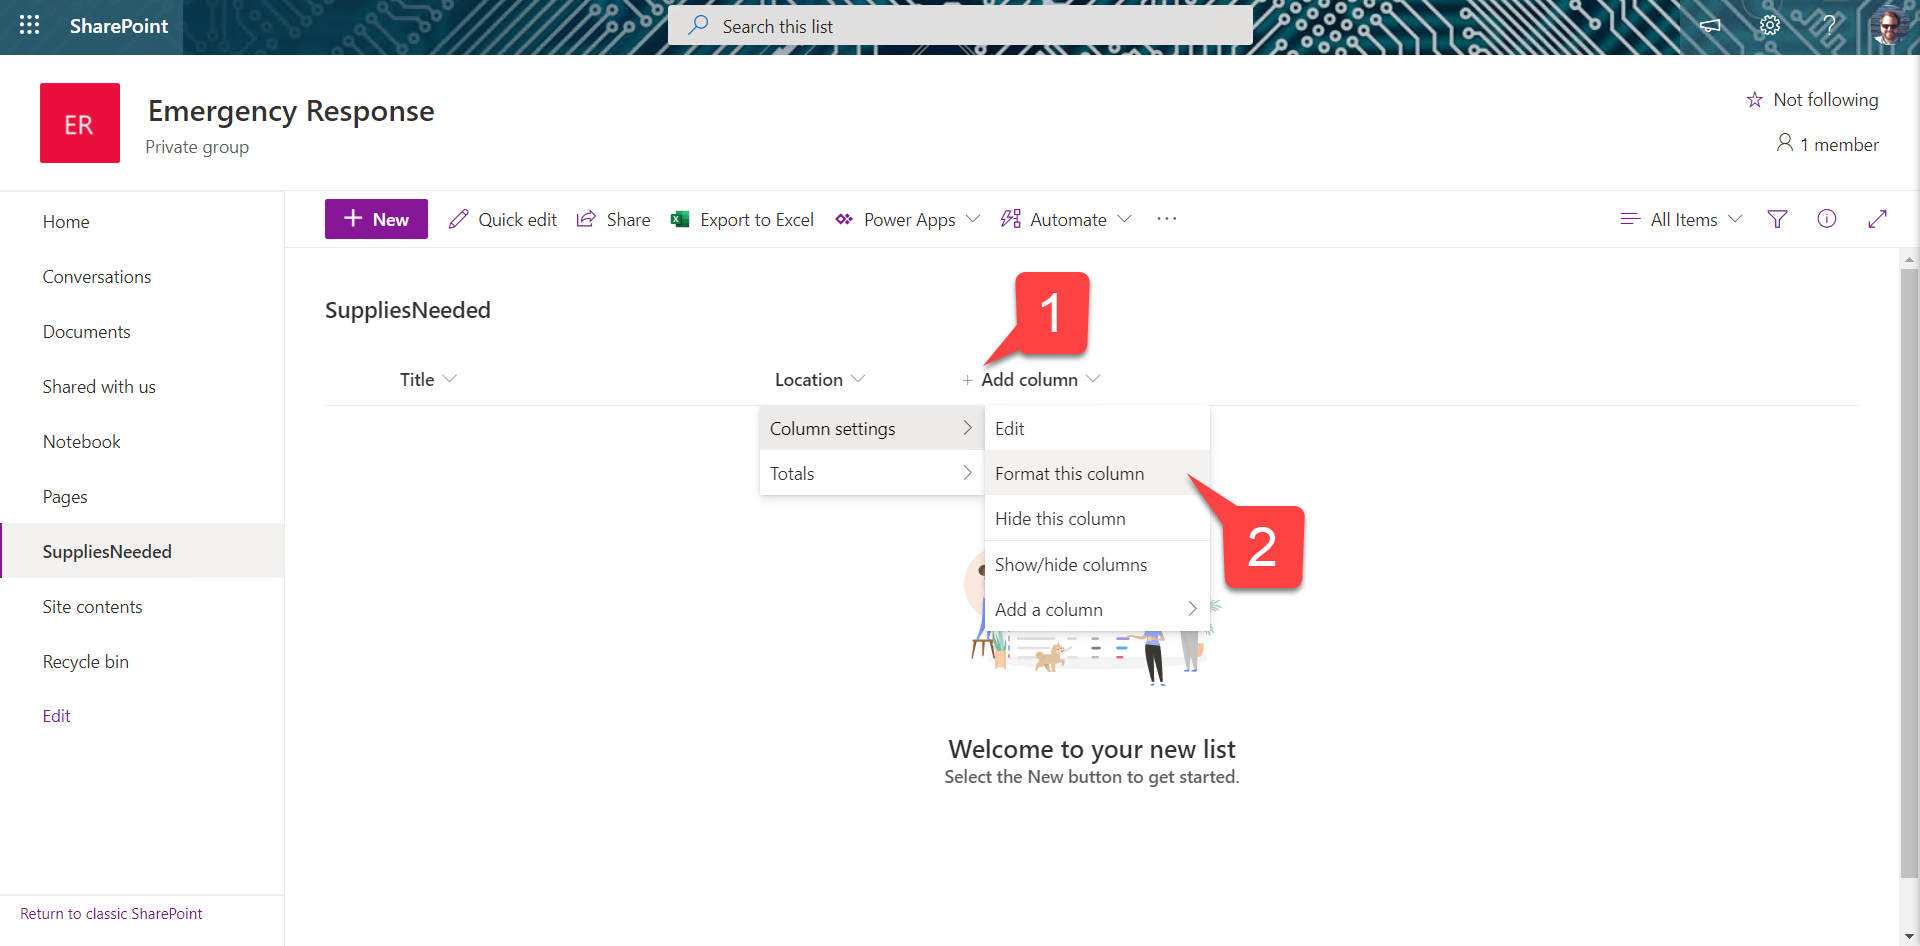 SharePoint
Search this list
?
ER
Emergency Response
Private group
Not following
1 member
Home
Conversations
Documents
Shared with us
Notebook
Pages
SuppliesNeeded
Site contents
Recycle bin
Edit
Return to classic SharePoint
+ New
Quick edit
Share
Export to Excel
Power Apps
Automate
...
All Items
SuppliesNeeded
1
Title
Location
+ Add column
Column settings
Totals
Edit
Format this column
Hide this column
Show/hide columns
Add a column
2
Welcome to your new list
Select the New button to get started.